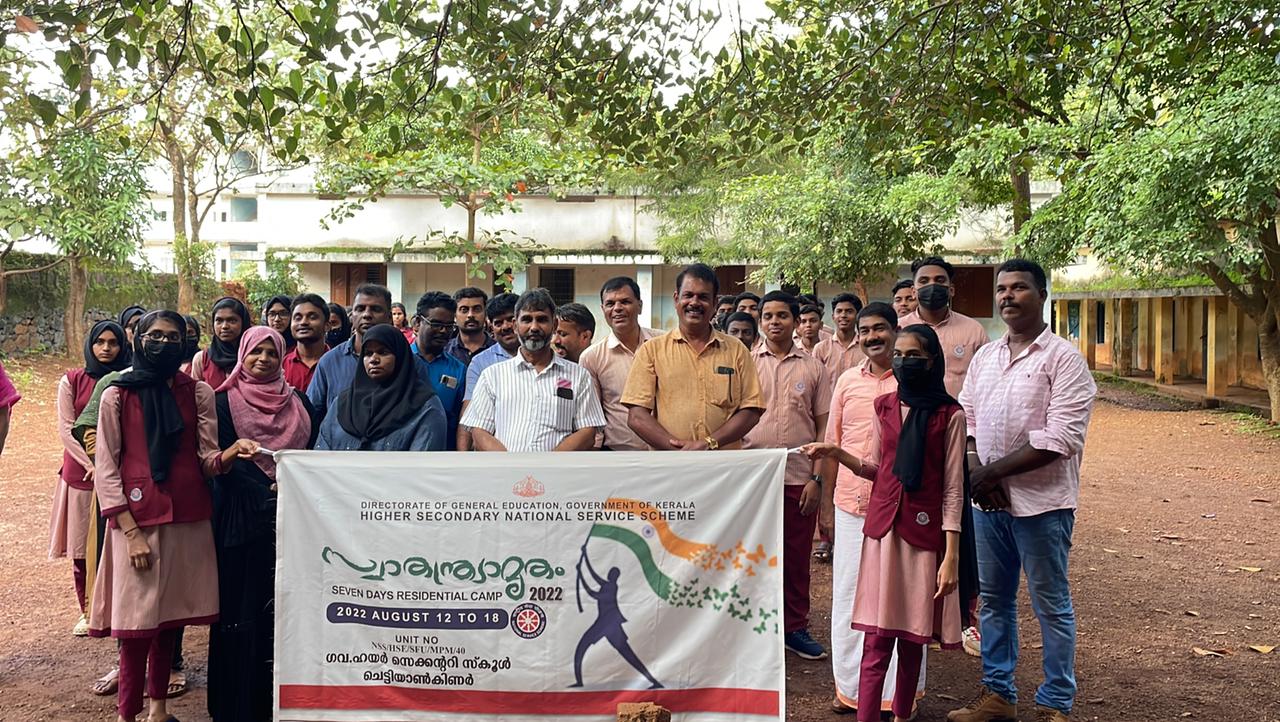 DIRECTORATE OF GENERAL EDUCATION, GOVERNMENT OF KERALA
HIGHER SECONDARY NATIONAL SERVICE SCHEME
സ്വാതന്ത്ര്യാമൃതം
2022
SEVEN DAYS RESIDENTIAL CAMP
2022 AUGUST 12 TO 18
UNIT NO
NSS/HSE/SFU/MPM/40
ഗവ.ഹയർ സെക്കന്ററി സ്കൂൾ
ചെട്ടിയാൺകിണർ